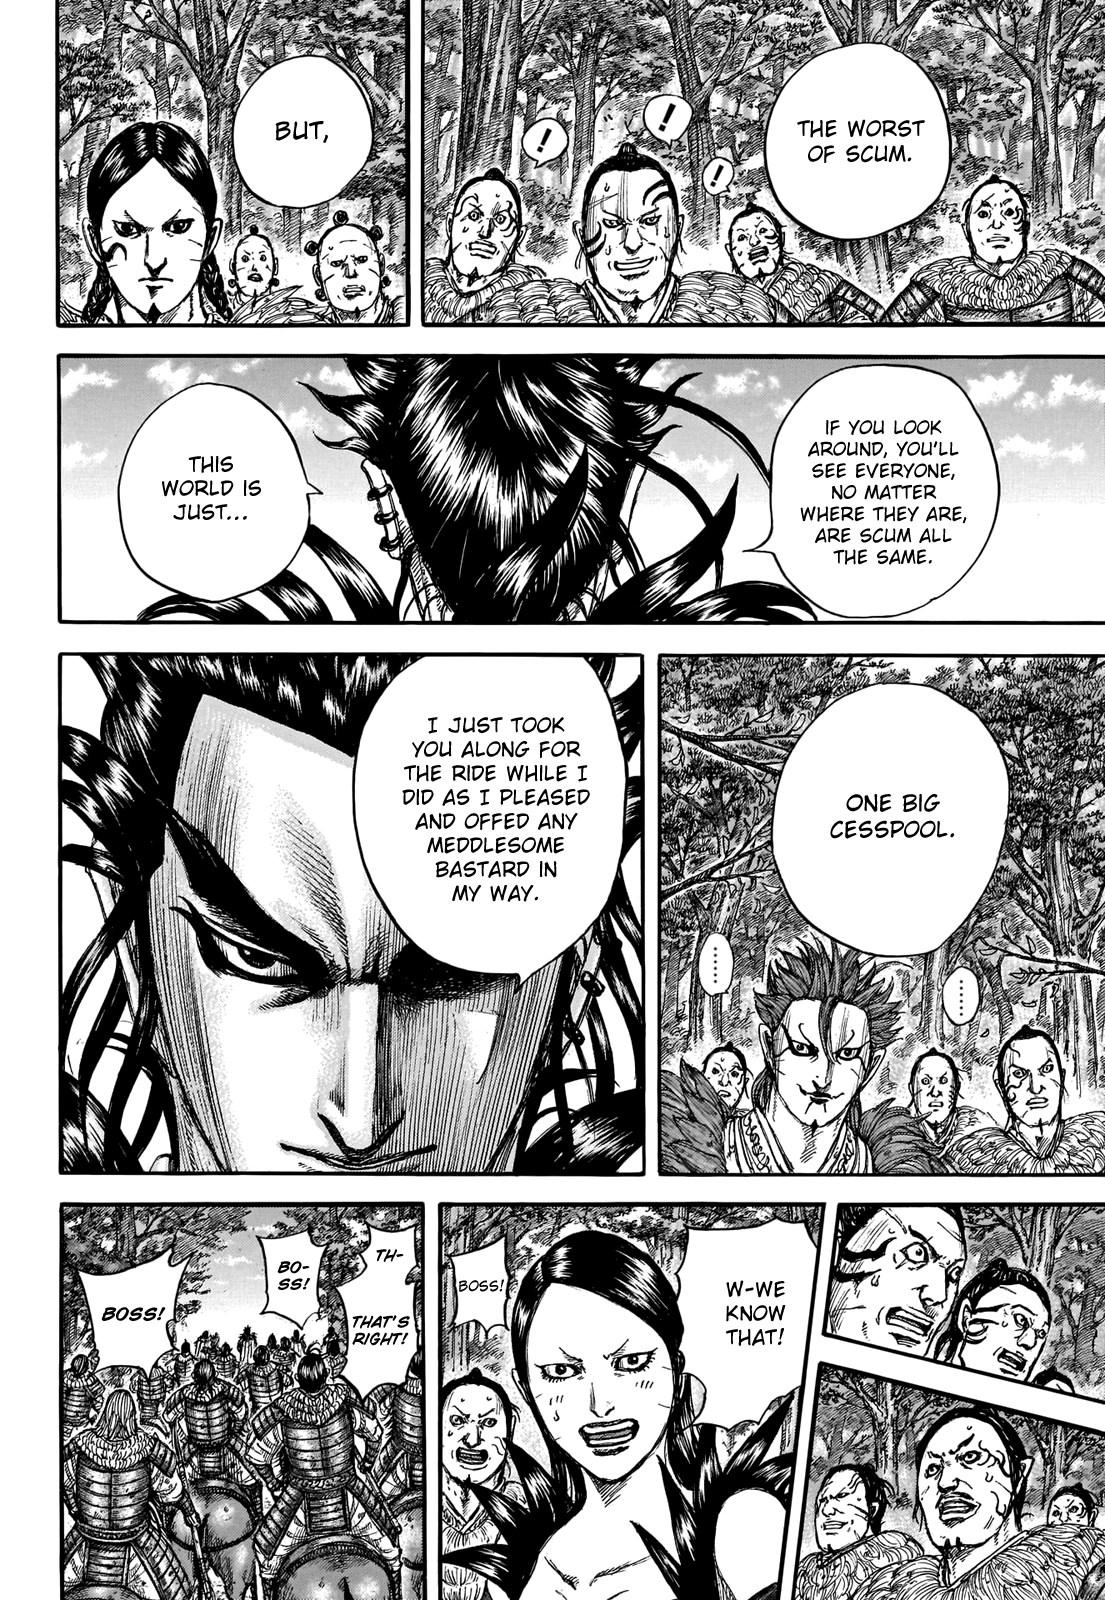 THE WORST
OF SCUM.
!
!
!
BUT,
IF YOU LOOK
AROUND, YOU'LL
SEE EVERYONE,
NO MATTER
WHERE THEY ARE,
ARE SCUM ALL
THE SAME.
THIS
WORLD IS
JUST...
ONE BIG
CESSPOOL.
......
......
I JUST TOOK
YOU ALONG FOR
THE RIDE WHILE I
DID AS I PLEASED
AND OFFED ANY
MEDDLESOME
BASTARD IN
MY WAY.
W-WE
KNOW
THAT!
BOSS!
TH-
THAT'S
RIGHT!
BO-
SS!
BOSS!